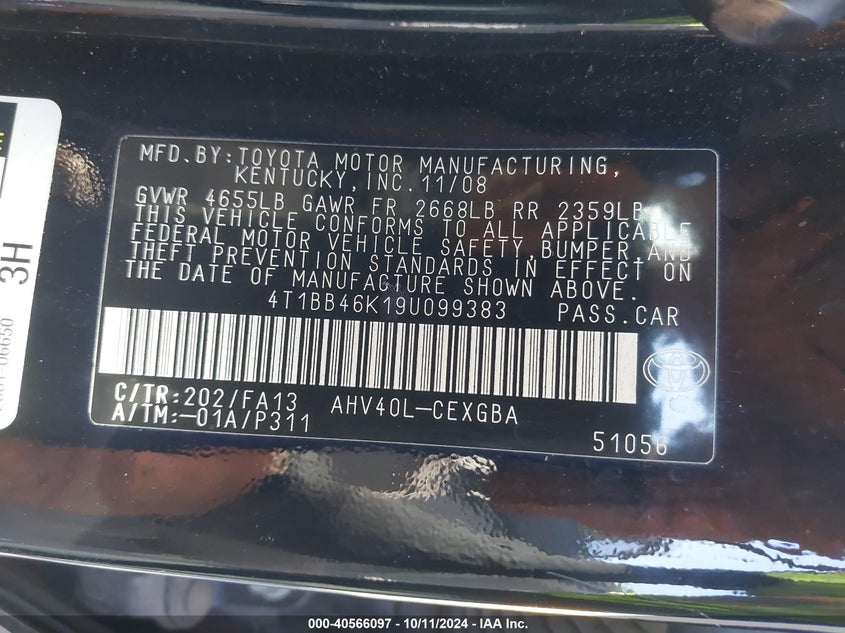 MFD.BY:TOYOTA MOTOR MANUFACTURING,
KENTUCKY,INC.11/08
GVWR 4655LB GAWR FR 2668LB RR 2359LB
THIS VEHICLE CONFORMS TO ALL APPLICABLE
FEDERAL MOTOR VEHICLE SAFETY,BUMPER,AND
THEFT PREVENTION STANDARDS IN EFFECT ON
THE DATE OF MANUFACTURE SHOWN ABOVE.
4T1BB46K19U099383 PASS.CAR
C/TR:202/FA13 AHV40L-CEXGBA
A/TM:-01A/P311
51056
3H
000-40566097 - 10/11/2024 - IAA Inc.